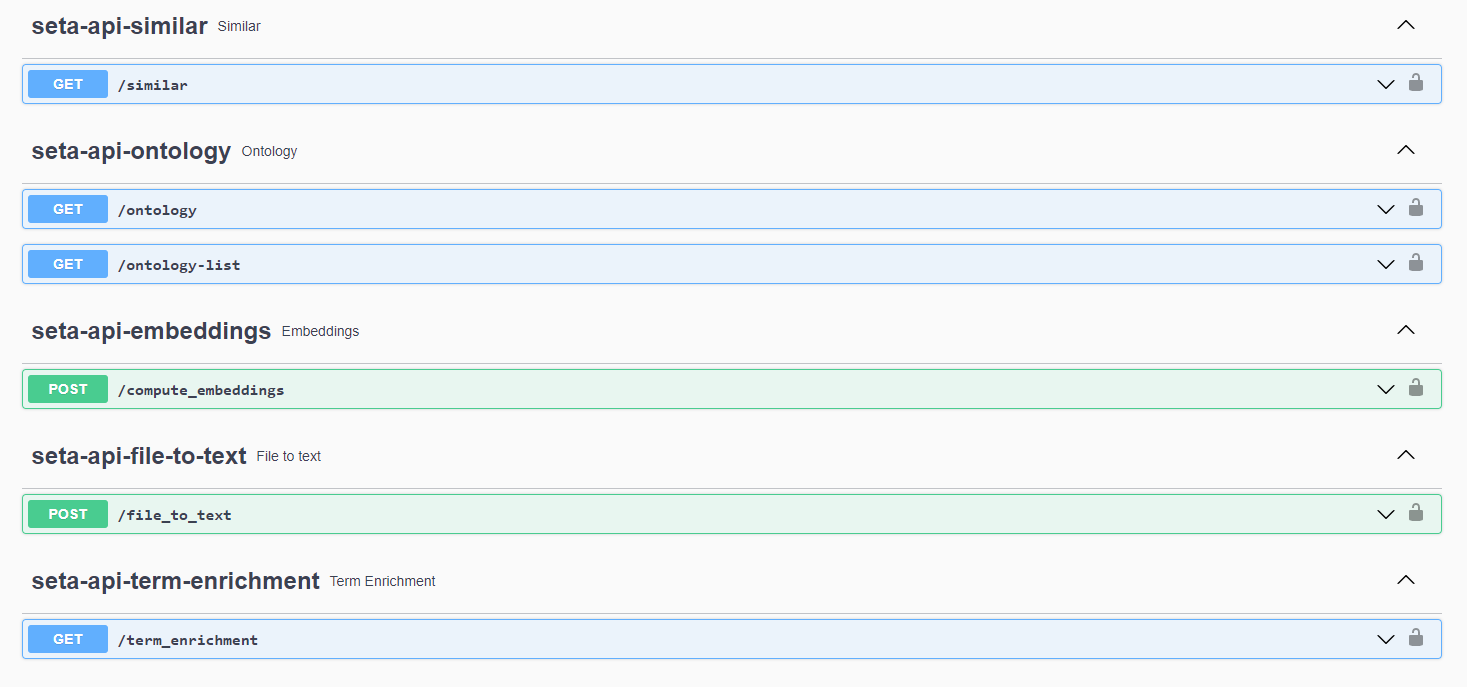 seta-api-similar Similar
GET /similar
seta-api-ontology Ontology
GET /ontology
GET /ontology-list
seta-api-embeddings Embeddings
POST /compute_embeddings
seta-api-file-to-text File to text
POST /file_to_text
seta-api-term-enrichment Term Enrichment
GET /term_enrichment